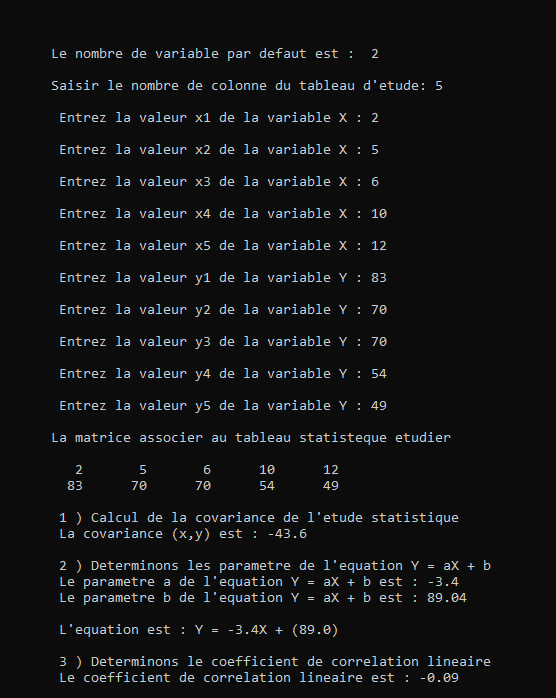 Le nombre de variable par defaut est :  2
Saisir le nombre de colonne du tableau d'etude: 5
Entrez la valeur x1 de la variable X : 2
Entrez la valeur x2 de la variable X : 5
Entrez la valeur x3 de la variable X : 6
Entrez la valeur x4 de la variable X : 10
Entrez la valeur x5 de la variable X : 12
Entrez la valeur y1 de la variable Y : 83
Entrez la valeur y2 de la variable Y : 70
Entrez la valeur y3 de la variable Y : 70
Entrez la valeur y4 de la variable Y : 54
Entrez la valeur y5 de la variable Y : 49
La matrice associer au tableau statisteque etudier
2 5 6 10 12
83 70 70 54 49
1 ) Calcul de la covariance de l'etude statistique
La covariance (x,y) est : -43.6
2 ) Determinons les parametre de l'equation Y = aX + b
Le parametre a de l'equation Y = aX + b est : -3.4
Le parametre b de l'equation Y = aX + b est : 89.04
L'equation est : Y = -3.4X + (89.0)
3 ) Determinons le coefficient de correlation lineaire
Le coefficient de correlation lineaire est : -0.09